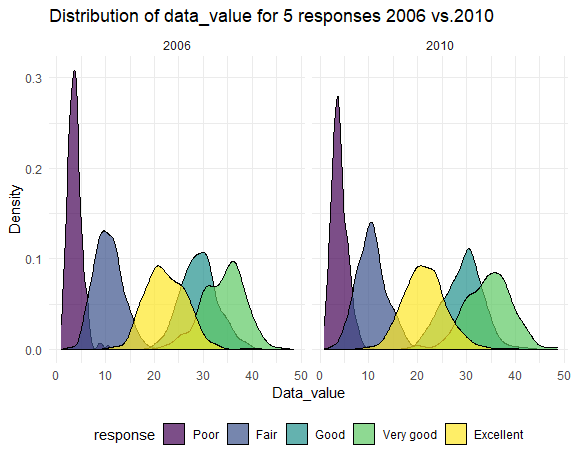 Distribution of data_value for 5 responses 2006 vs.2010
2006 2010
0.3
0.2
0.1
0.0
Density
0 10 20 30 40 50 0 10 20 30 40 50
Data_value
response Poor Fair Good Very good Excellent